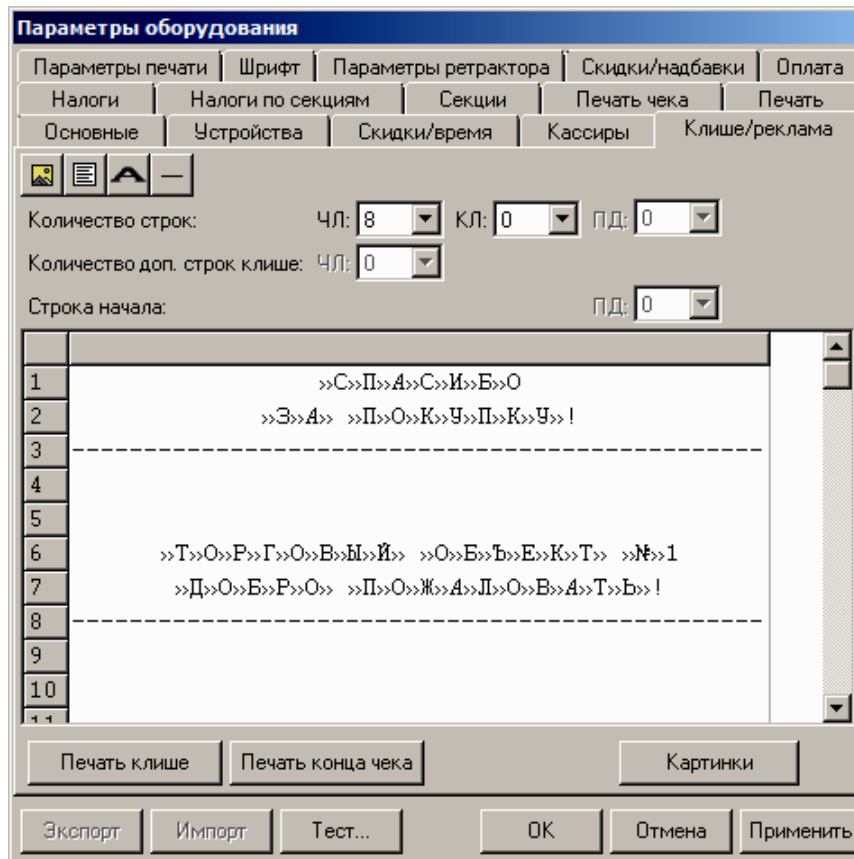 Параметры оборудования
Параметры печати Шрифт Параметры ретрактора Скидки/надбавки Оплата
Налоги Налоги по секциям Секции Печать чека Печать
Основные Устройства Скидки/время Кассиры Клише/реклама
Количество строк: ЧЛ: 8 КЛ: 0 ПД: 0
Количество доп. строк клише: ЧЛ: 0
Строка начала: ПД: 0
1 »С»П»А»С»И»Б»О
2 »З»А» »П»О»К»У»П»К»У»!
3 ------------------------------------------------
4
5
6 »Т»О»Р»Г»О»В»Ы»Й» »О»Б»Ъ»Е»К»Т» »№»1
7 »Д»О»Б»Р»О» »П»О»Ж»А»Л»О»В»А»Т»Ь»!
8 ------------------------------------------------
9
10
11
Печать клише Печать конца чека Картинки
Экспорт Импорт Тест... OK Отмена Применить